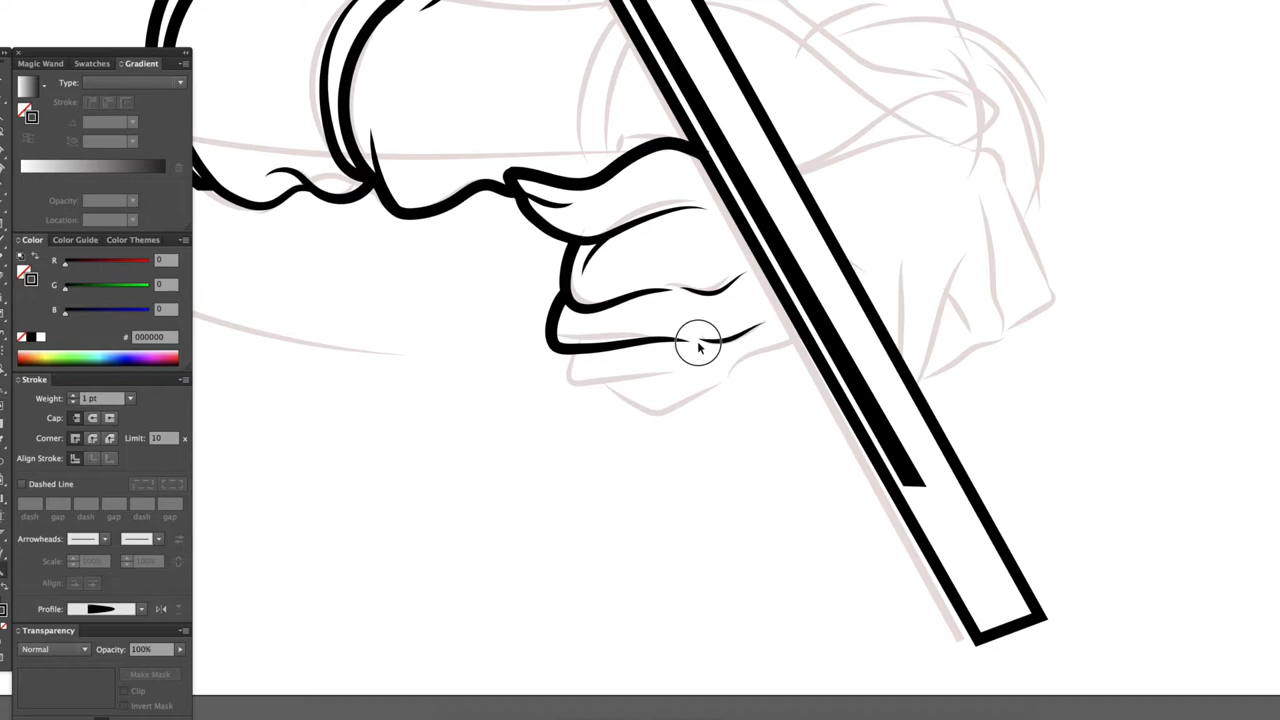 Magic Wand Swatches Gradient
Type:
Stroke:
Opacity:
Location:
Color Color Guide Color Themes
R 0
G 0
B 0
# 000000
Stroke
Weight: 1 pt
Cap:
Corner: Limit: 10 x
Align Stroke:
Dashed Line
dash gap dash gap dash gap
Arrowheads:
Scale: 100% 100%
Align:
Profile:
Transparency
Normal Opacity: 100%
Make Mask
Clip
Invert Mask